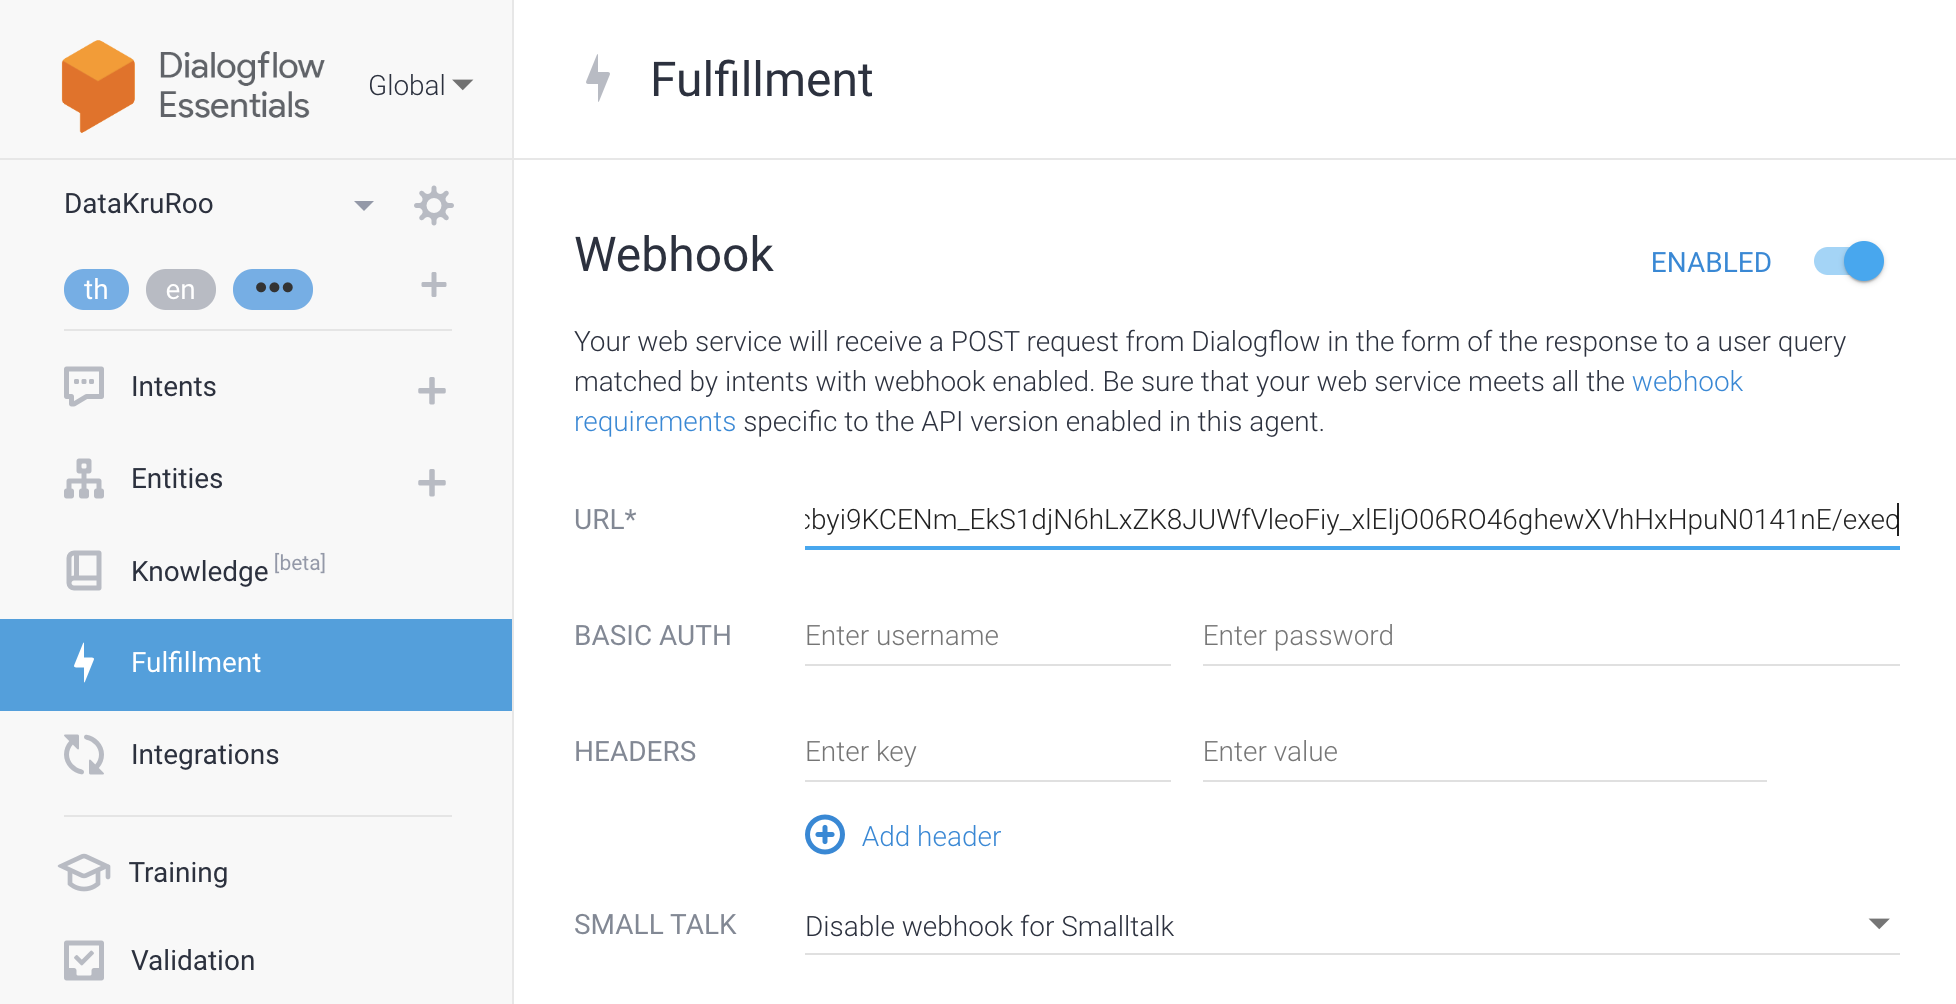 Dialogflow
Essentials
Global
DataKruRoo
th en •••
Intents
Entities
Knowledge [beta]
Fulfillment
Integrations
Training
Validation
Fulfillment
Webhook
ENABLED
Your web service will receive a POST request from Dialogflow in the form of the response to a user query
matched by intents with webhook enabled. Be sure that your web service meets all the webhook
requirements specific to the API version enabled in this agent.
URL* cbyi9KCENm_EkS1djN6hLxZK8JUWfVleoFiy_xlEljO06RO46ghewXVhHxHpuN0141nE/exec
BASIC AUTH Enter username Enter password
HEADERS Enter key Enter value
Add header
SMALL TALK Disable webhook for Smalltalk